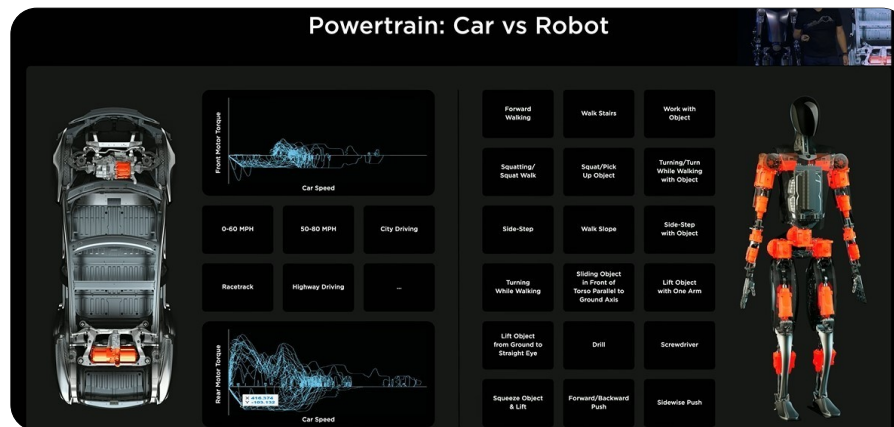 Powertrain: Car vs Robot
Front Motor Torque
Car Speed
0-60 MPH
50-80 MPH
City Driving
Racetrack
Highway Driving
...
Rear Motor Torque
X 418.574
Car Speed
Forward
Walking
Walk Stairs
Work with
Object
Squatting/
Squat Walk
Squat/Pick
Up Object
Turning/Turn
While Walking
with Object
Side-Step
Walk Slope
Side-Step
with Object
Turning
While Walking
Sliding Object
in Front of
Torso Parallel to
Ground Axis
Lift Object
with One Arm
Lift Object
from Ground to
Straight Eye
Drill
Screwdriver
Squeeze Object
& Lift
Forward/Backward
Push
Sidewise Push